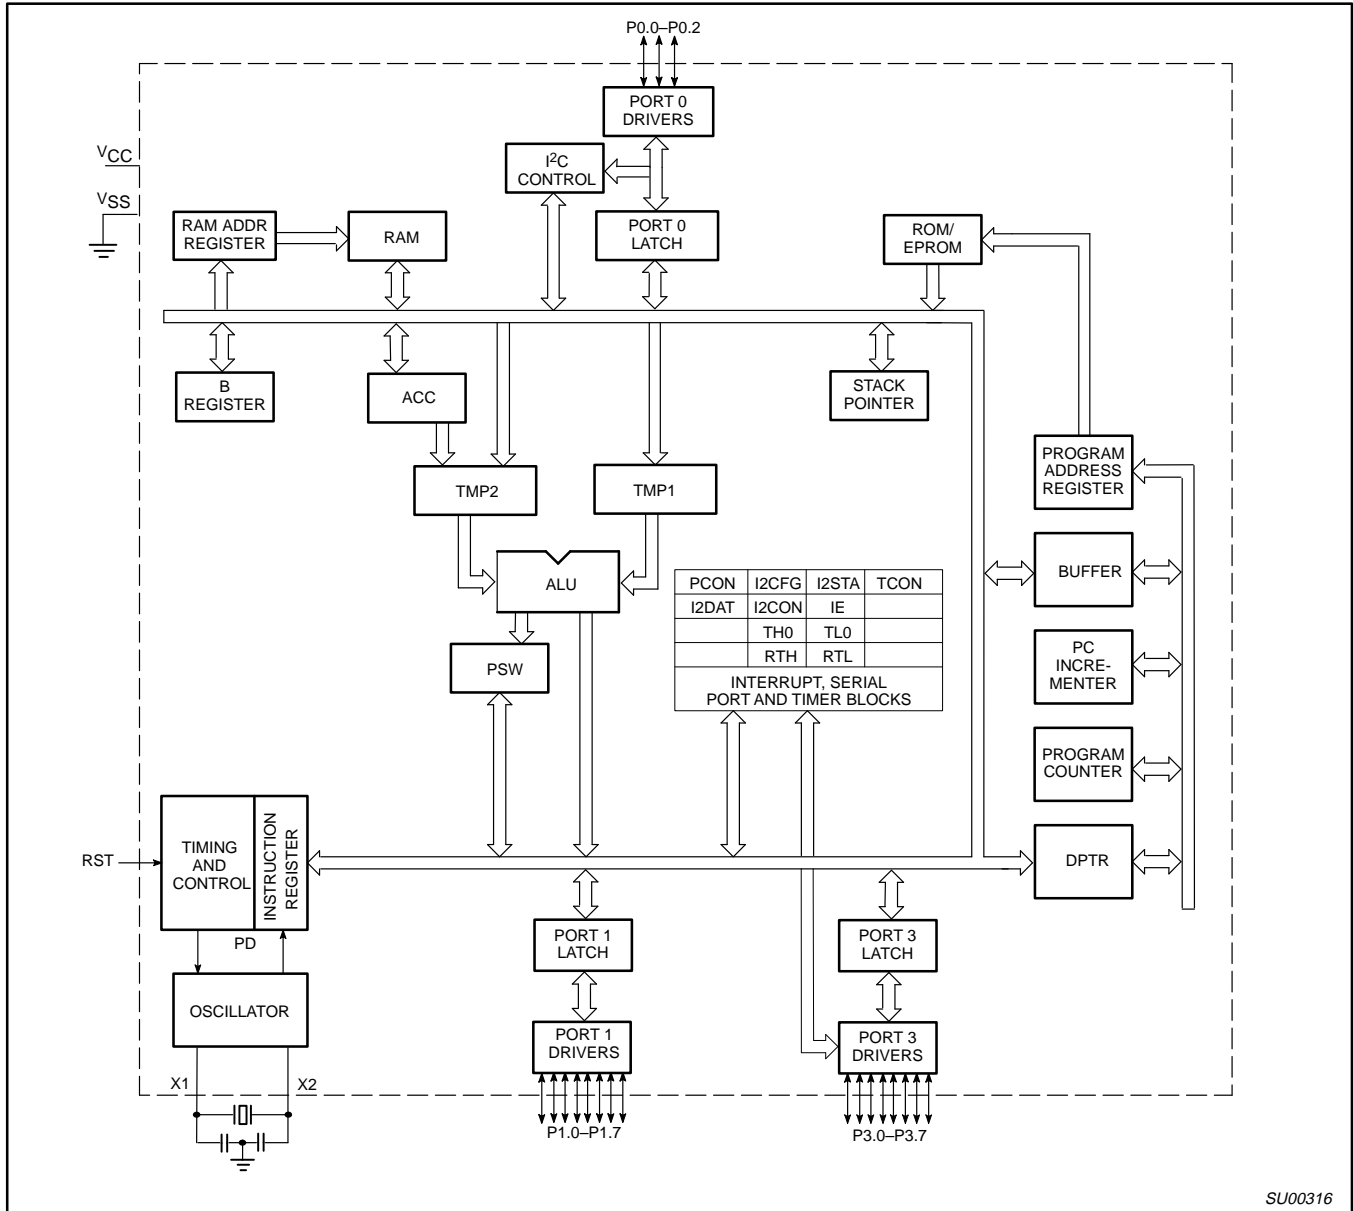 P0.0–P0.2
PORT 0
DRIVERS
VCC
I2C
CONTROL
VSS
RAM ADDR
REGISTER
RAM
PORT 0
LATCH
ROM/
EPROM
B
REGISTER
ACC
STACK
POINTER
PROGRAM
ADDRESS
REGISTER
TMP2
TMP1
ALU
BUFFER
PCON I2CFG I2STA TCON
I2DAT I2CON IE
TH0 TL0
RTH RTL
INTERRUPT, SERIAL
PORT AND TIMER BLOCKS
PSW
PC
INCRE-
MENTER
PROGRAM
COUNTER
RST
TIMING
AND
CONTROL
INSTRUCTION
REGISTER
DPTR
PD
PORT 1
LATCH
PORT 3
LATCH
OSCILLATOR
PORT 1
DRIVERS
PORT 3
DRIVERS
X1
X2
P1.0–P1.7
P3.0–P3.7
SU00316